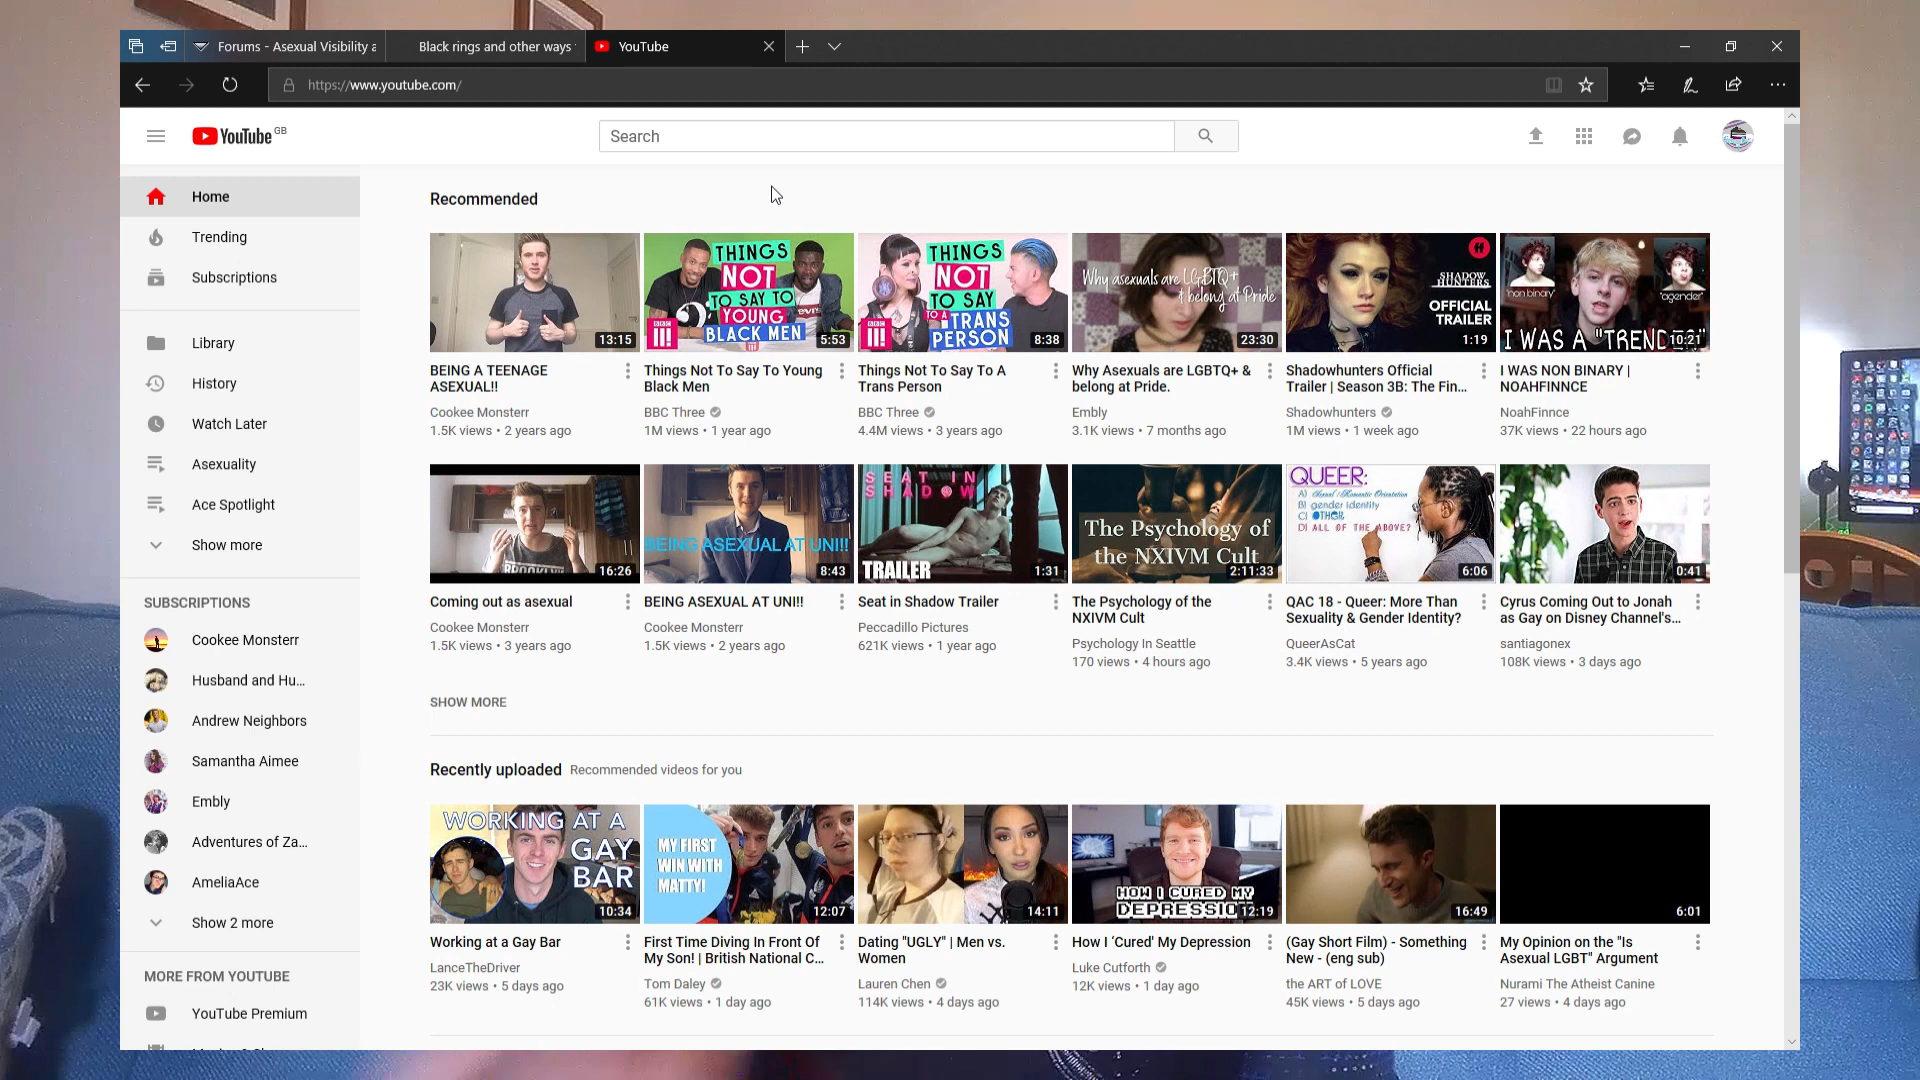 Forums - Asexual Visibility a
Black rings and other ways
YouTube
https://www.youtube.com/
YouTube GB
Search
Home
Trending
Subscriptions
Library
History
Watch Later
Asexuality
Ace Spotlight
Show more
SUBSCRIPTIONS
Cookee Monsterr
Husband and Hu...
Andrew Neighbors
Samantha Aimee
Embly
Adventures of Za...
AmeliaAce
Show 2 more
MORE FROM YOUTUBE
YouTube Premium
Recommended
13:15
BEING A TEENAGE
ASEXUAL!!
Cookee Monsterr
1.5K views • 2 years ago
THINGS
NOT
TO SAY TO
YOUNG
BLACK MEN
BBC
5:53
Things Not To Say To Young
Black Men
BBC Three
1M views • 1 year ago
THINGS
NOT
TO SAY
TO A TRANS
PERSON
BBC
8:38
Things Not To Say To A
Trans Person
BBC Three
4.4M views • 3 years ago
Why asexuals are LGBTQ+
& belong at Pride
23:30
Why Asexuals are LGBTQ+ &
belong at Pride.
Embly
3.1K views • 7 months ago
SHADOW
HUNTERS
OFFICIAL
TRAILER
1:19
Shadowhunters Official
Trailer | Season 3B: The Fin...
Shadowhunters
1M views • 1 week ago
"non binary"
"agender"
I WAS A "TRENDER"
10:21
I WAS NON BINARY |
NOAHFINNCE
NoahFinnce
37K views • 22 hours ago
BROOKLYN
16:26
Coming out as asexual
Cookee Monsterr
1.5K views • 3 years ago
BEING ASEXUAL AT UNI!!
8:43
BEING ASEXUAL AT UNI!!
Cookee Monsterr
1.5K views • 2 years ago
SEAT IN
SHADOW
TRAILER
1:31
Seat in Shadow Trailer
Peccadillo Pictures
621K views • 1 year ago
The Psychology of
the NXIVM Cult
2:11:33
The Psychology of the
NXIVM Cult
Psychology In Seattle
170 views • 4 hours ago
QUEER:
A) Sexual/Romantic Orientation
B) gender identity
C) OTHER
D) ALL OF THE ABOVE?
6:06
QAC 18 - Queer: More Than
Sexuality & Gender Identity?
QueerAsCat
3.4K views • 5 years ago
0:41
Cyrus Coming Out to Jonah
as Gay on Disney Channel's...
santiagonex
108K views • 3 days ago
SHOW MORE
Recently uploaded Recommended videos for you
WORKING AT A
GAY
BAR
10:34
Working at a Gay Bar
LanceTheDriver
23K views • 5 days ago
MY FIRST
WIN WITH
MATTY!
12:07
First Time Diving In Front Of
My Son! | British National C...
Tom Daley
61K views • 1 day ago
14:11
Dating "UGLY" | Men vs.
Women
Lauren Chen
114K views • 4 days ago
HOW I CURED MY
DEPRESSIO
12:19
How I 'Cured' My Depression
Luke Cutforth
12K views • 1 day ago
16:49
(Gay Short Film) - Something
New - (eng sub)
the ART of LOVE
45K views • 5 days ago
6:01
My Opinion on the "Is
Asexual LGBT" Argument
Nurami The Atheist Canine
27 views • 4 days ago